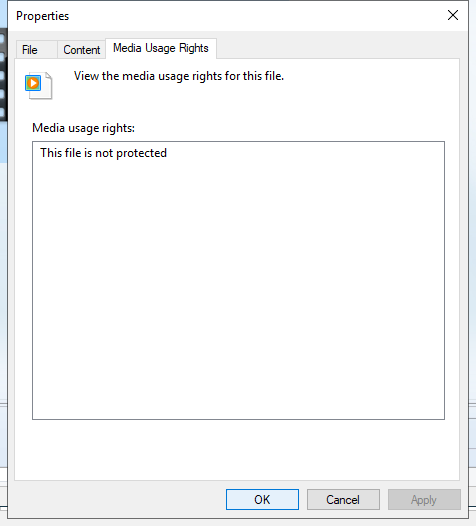 Properties
File
Content
Media Usage Rights
View the media usage rights for this file.
Media usage rights:
This file is not protected
OK
Cancel
Apply